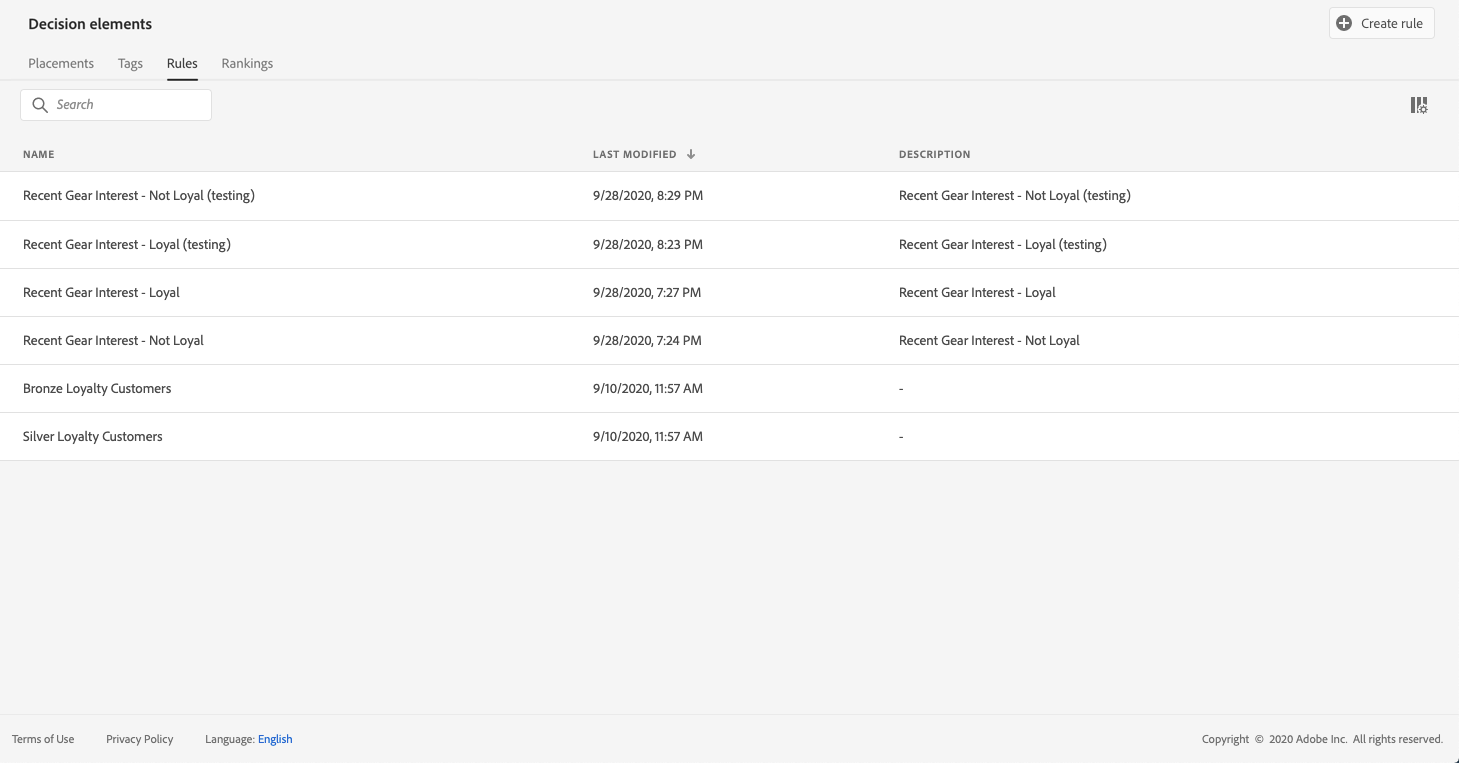 Decision elements
Create rule
Placements Tags Rules Rankings
Search
NAME LAST MODIFIED DESCRIPTION
Recent Gear Interest - Not Loyal (testing) 9/28/2020, 8:29 PM Recent Gear Interest - Not Loyal (testing)
Recent Gear Interest - Loyal (testing) 9/28/2020, 8:23 PM Recent Gear Interest - Loyal (testing)
Recent Gear Interest - Loyal 9/28/2020, 7:27 PM Recent Gear Interest - Loyal
Recent Gear Interest - Not Loyal 9/28/2020, 7:24 PM Recent Gear Interest - Not Loyal
Bronze Loyalty Customers 9/10/2020, 11:57 AM -
Silver Loyalty Customers 9/10/2020, 11:57 AM -
Terms of Use Privacy Policy Language: English Copyright © 2020 Adobe Inc. All rights reserved.